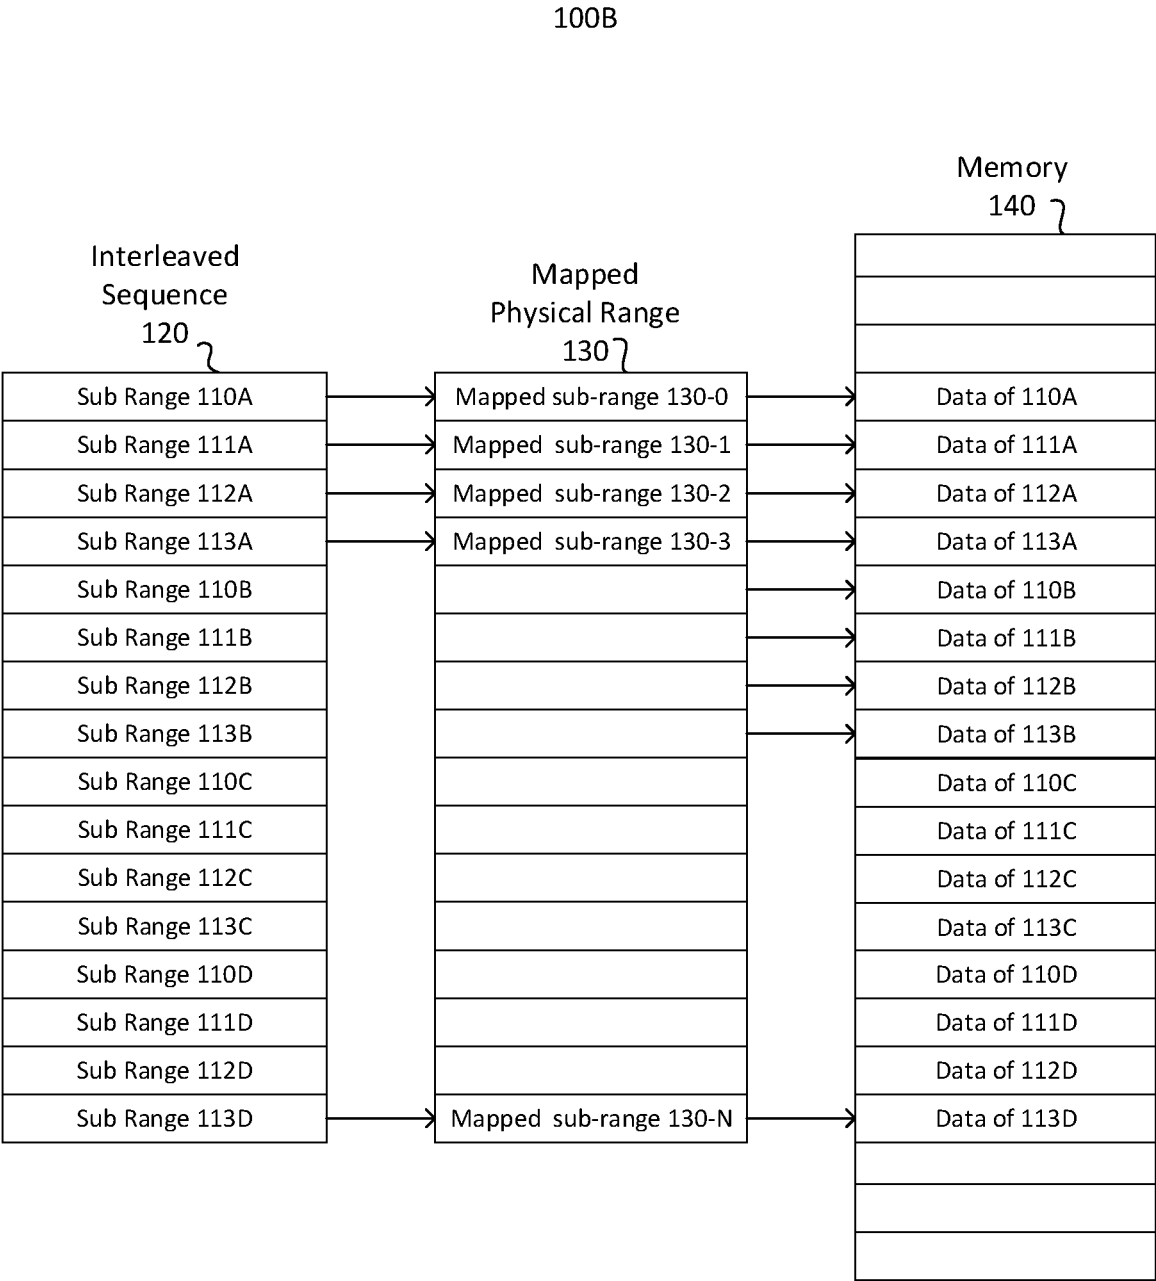 100B
Memory
140
Interleaved
Sequence
120
Mapped
Physical Range
130
Sub Range 110A
Mapped sub-range 130-0
Data of 110A
Sub Range 111A
Mapped sub-range 130-1
Data of 111A
Sub Range 112A
Mapped sub-range 130-2
Data of 112A
Sub Range 113A
Mapped sub-range 130-3
Data of 113A
Sub Range 110B
Data of 110B
Sub Range 111B
Data of 111B
Sub Range 112B
Data of 112B
Sub Range 113B
Data of 113B
Sub Range 110C
Data of 110C
Sub Range 111C
Data of 111C
Sub Range 112C
Data of 112C
Sub Range 113C
Data of 113C
Sub Range 110D
Data of 110D
Sub Range 111D
Data of 111D
Sub Range 112D
Data of 112D
Sub Range 113D
Mapped sub-range 130-N
Data of 113D